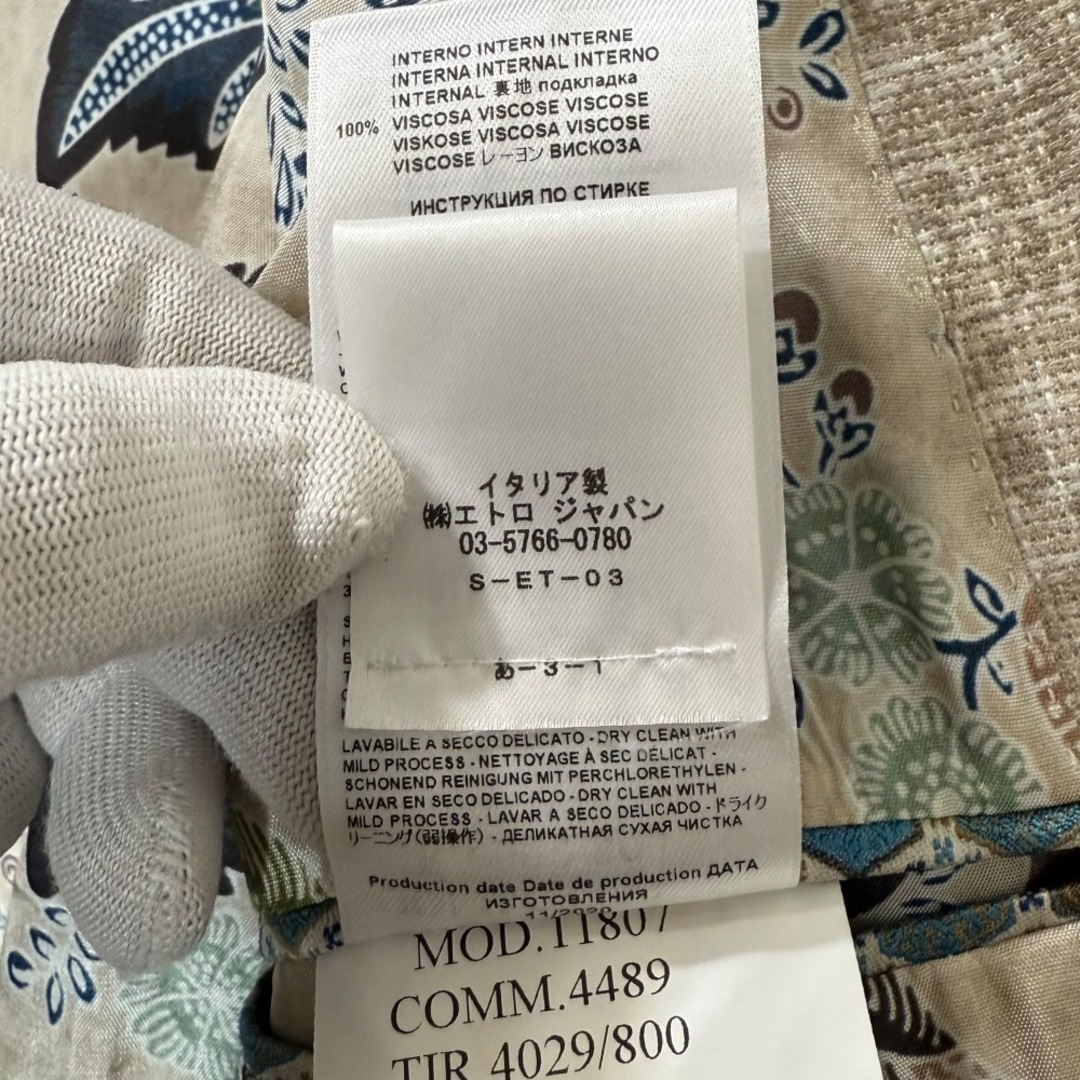 INTERNO INTERN INTERNE
INTERNA INTERNAL INTERNO
INTERNAL 裏地 подкладка
100% VISCOSA VISCOSE VISCOSE
VISKOSE VISCOSA VISCOSE
VISCOSE レーヨン ВИСКОЗА
ИНСТРУКЦИЯ ПО СТИРКЕ
イタリア製
㈱エトロ ジャパン
03-5766-0780
S-ET-03
あ-3-1
LAVABILE A SECCO DELICATO - DRY CLEAN WITH
MILD PROCESS - NETTOYAGE À SEC DÉLICAT -
SCHONEND REINIGUNG MIT PERCHLORETHYLEN -
LAVAR EN SECO DELICADO - DRY CLEAN WITH
MILD PROCESS - LAVAR A SECO DELICADO - ドライク
リーニング(弱操作) - ДЕЛИКАТНАЯ СУХАЯ ЧИСТКА
Production date Date de production ДАТА
ИЗГОТОВЛЕНИЯ
MOD.11807
COMM.4489
TIR 4029/800